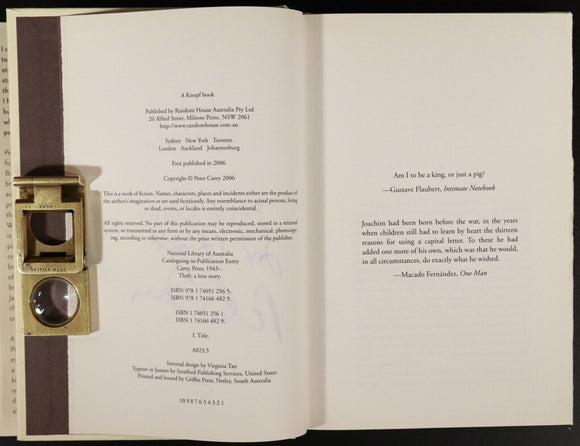 A Knopf book
Published by Random House Australia Pty Ltd
20 Alfred Street, Milsons Point, NSW 2061
http://www.randomhouse.com.au
Sydney New York Toronto
London Auckland Johannesburg
First published in 2006
Copyright © Peter Carey 2006
This is a work of fiction. Names, characters, places and incidents either are the product of
the author's imagination or are used fictitiously. Any resemblance to actual persons, living
or dead, events, or locales is entirely coincidental.
All rights reserved. No part of this publication may be reproduced, stored in a retrieval
system, or transmitted in any form or by any means, electronic, mechanical, photocopy-
ing, recording or otherwise, without the prior written permission of the publisher.
National Library of Australia
Cataloguing-in-Publication Entry
Carey, Peter, 1943–.
Theft: a love story.
ISBN 978 1 74051 256 5.
ISBN 978 1 74166 482 9.
ISBN 1 74051 256 1.
ISBN 1 74166 482 9.
I. Title.
A823.3
Internal design by Virginia Tan
Typeset in Janson by Stratford Publishing Services, United States
Printed and bound by Griffin Press, Netley, South Australia
10 9 8 7 6 5 4 3 2 1
Am I to be a king, or just a pig?
—Gustave Flaubert, Intimate Notebook
Joachim had been born before the war, in the years
when children still had to learn by heart the thirteen
reasons for using a capital letter. To these he had
added one more of his own, which was that he would,
in all circumstances, do exactly what he wished.
—Macado Fernández, One Man
BRITISH MAKE